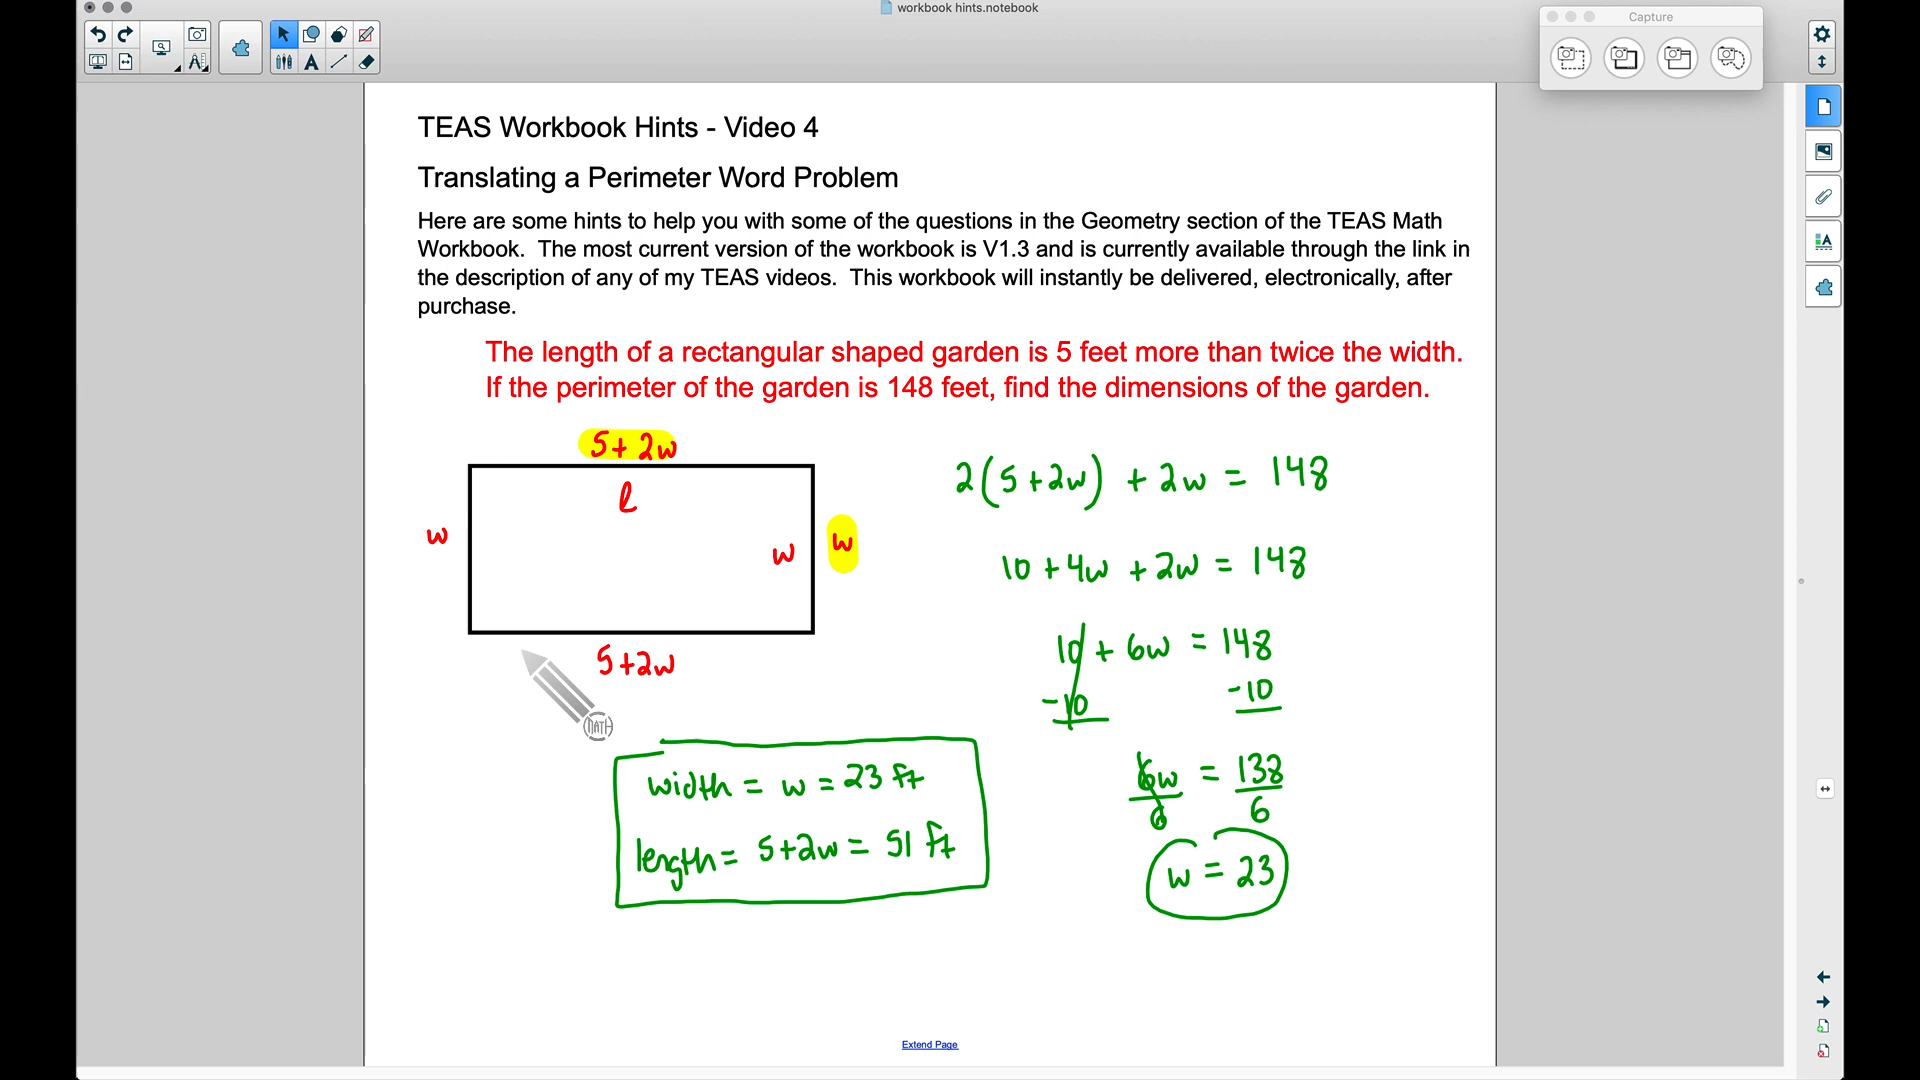 workbook hints.notebook
Capture
TEAS Workbook Hints - Video 4
Translating a Perimeter Word Problem
Here are some hints to help you with some of the questions in the Geometry section of the TEAS Math
Workbook.  The most current version of the workbook is V1.3 and is currently available through the link in
the description of any of my TEAS videos.  This workbook will instantly be delivered, electronically, after
purchase.
The length of a rectangular shaped garden is 5 feet more than twice the width.
If the perimeter of the garden is 148 feet, find the dimensions of the garden.
5+2w
l
w
w
w
5+2w
MATH
2(5+2w) + 2w = 148
10+4w +2w = 148
10 + 6w = 148
-10 -10
6w = 138
6 6
w = 23
width = w = 23 ft
length = 5+2w = 51 ft
Extend Page